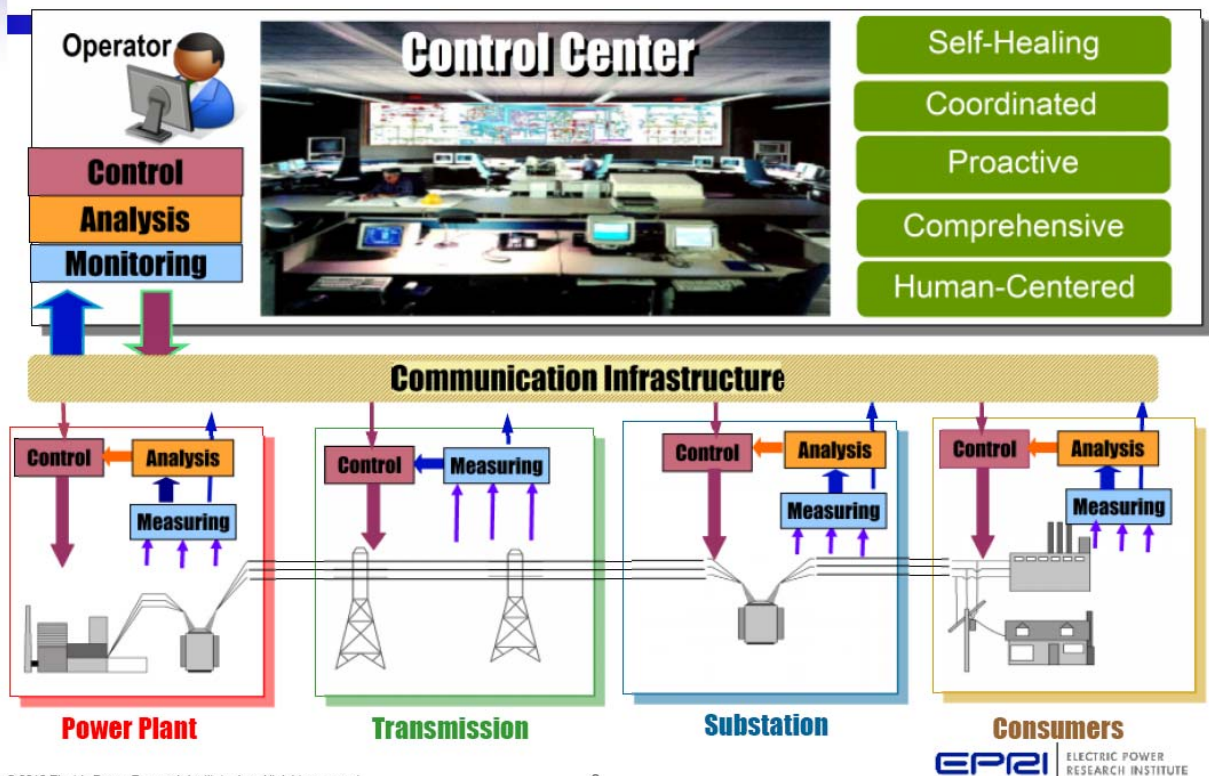 Operator
Control Center
Self-Healing
Coordinated
Proactive
Comprehensive
Human-Centered
Control
Analysis
Monitoring
Communication Infrastructure
Control
Analysis
Measuring
Control
Measuring
Control
Analysis
Measuring
Control
Analysis
Measuring
Power Plant
Transmission
Substation
Consumers
EPRI
ELECTRIC POWER
RESEARCH INSTITUTE